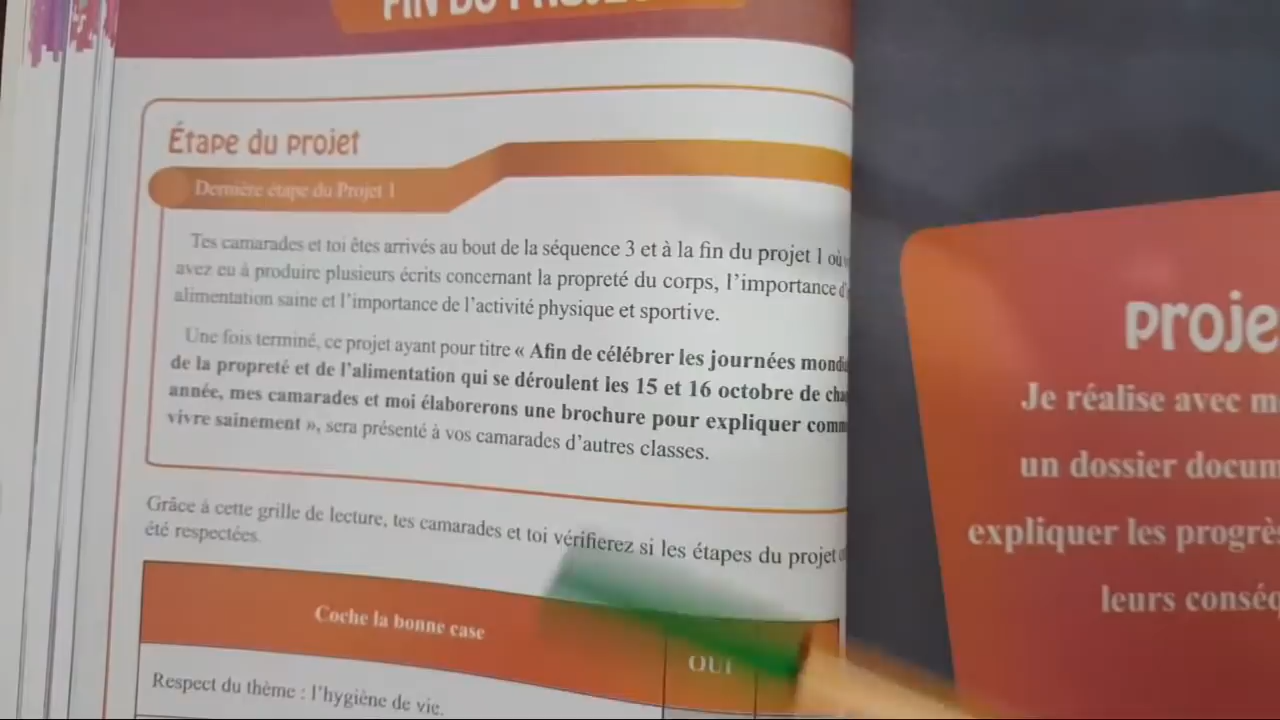 FIN DU PROJE
Étape du projet
Dernière étape du Projet 1
Tes camarades et toi êtes arrivés au bout de la séquence 3 et à la fin du projet 1 où
avez eu à produire plusieurs écrits concernant la propreté du corps, l'importance d'
alimentation saine et l'importance de l'activité physique et sportive.
Une fois terminé, ce projet ayant pour titre « Afin de célébrer les journées mondi
de la propreté et de l'alimentation qui se déroulent les 15 et 16 octobre de cha
année, mes camarades et moi élaborerons une brochure pour expliquer comm
vivre sainement », sera présenté à vos camarades d'autres classes.
Grâce à cette grille de lecture, tes camarades et toi vérifierez si les étapes du projet
été respectées.
Coche la bonne case
OUI
Respect du thème : l'hygiène de vie.
proje
Je réalise avec m
un dossier docum
expliquer les progrè
leurs conséq